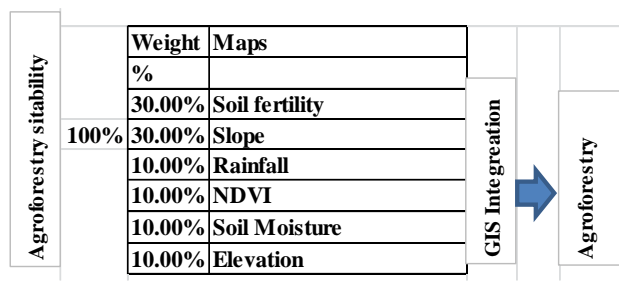 Agroforestry sitability
100%
Weight Maps
%
30.00% Soil fertility
30.00% Slope
10.00% Rainfall
10.00% NDVI
10.00% Soil Moisture
10.00% Elevation
GIS Integreation
Agroforestry